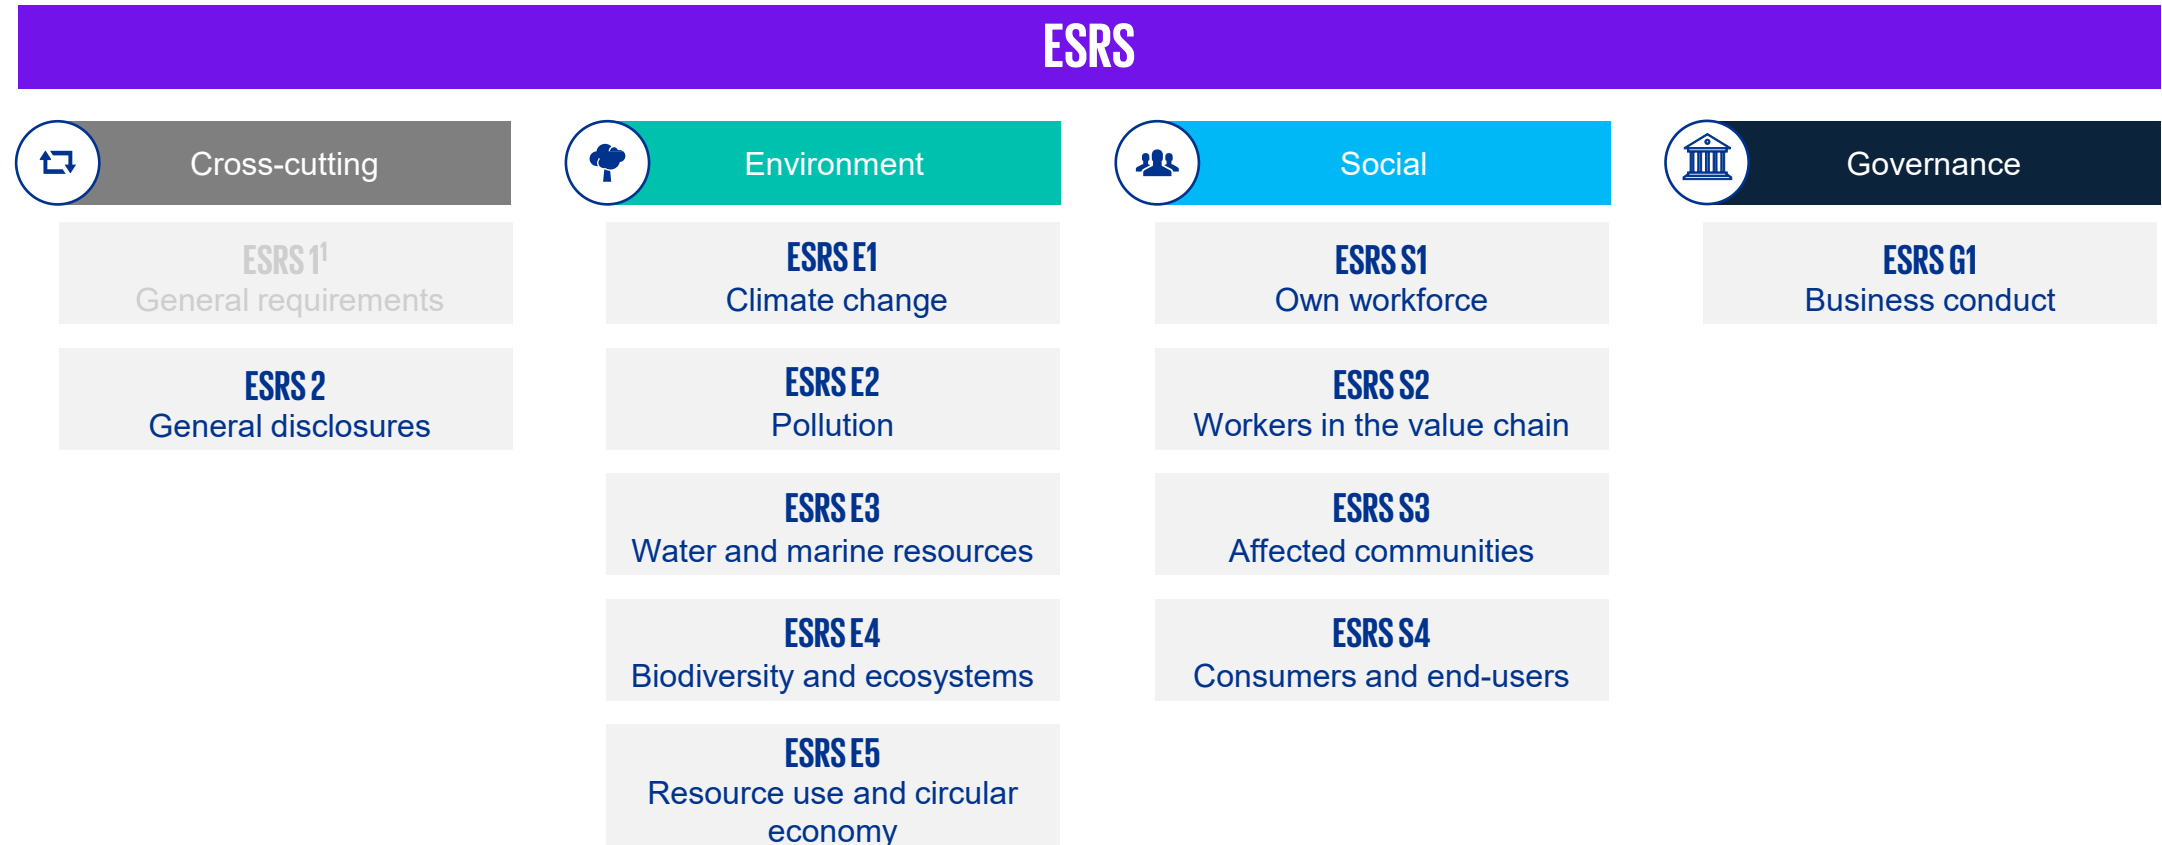 ESRS
Cross-cutting
ESRS 1¹
General requirements
ESRS 2
General disclosures
Environment
ESRS E1
Climate change
ESRS E2
Pollution
ESRS E3
Water and marine resources
ESRS E4
Biodiversity and ecosystems
ESRS E5
Resource use and circular
economy
Social
ESRS S1
Own workforce
ESRS S2
Workers in the value chain
ESRS S3
Affected communities
ESRS S4
Consumers and end-users
Governance
ESRS G1
Business conduct